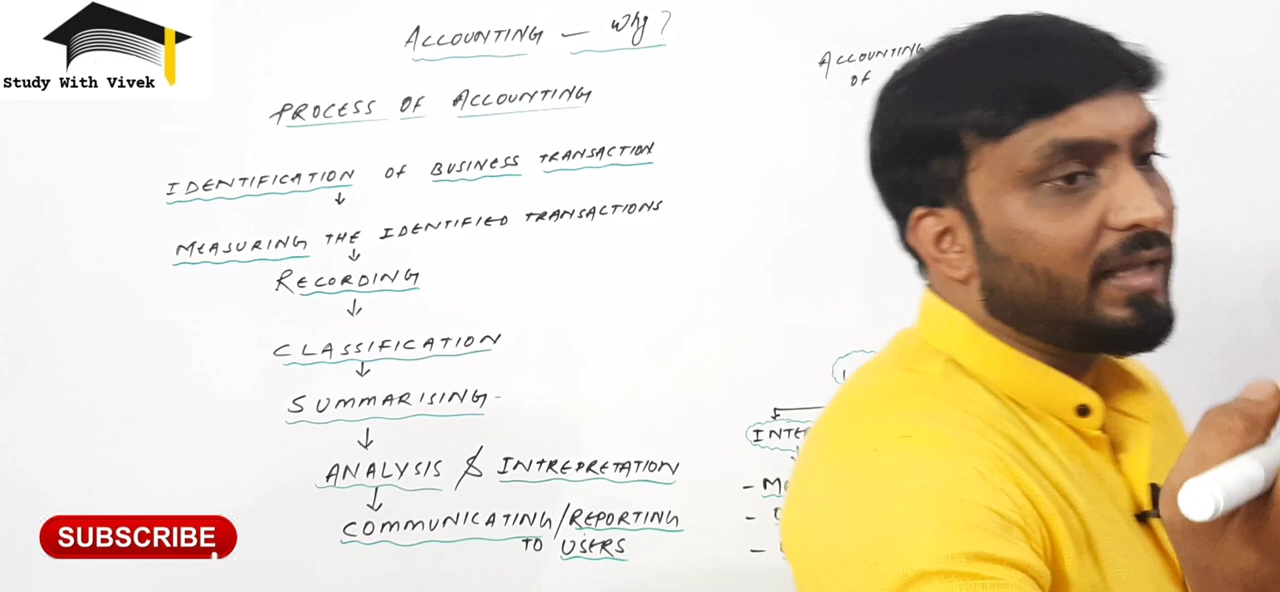 Study With Vivek
ACCOUNTING — Why?
PROCESS OF ACCOUNTING
IDENTIFICATION OF BUSINESS TRANSACTION
↓
MEASURING THE IDENTIFIED TRANSACTIONS
↓
RECORDING
↓
CLASSIFICATION
↓
SUMMARISING
↓
ANALYSIS & INTREPRETATION
↓
COMMUNICATING/REPORTING
TO USERS
SUBSCRIBE
ACCOUNTING
OF